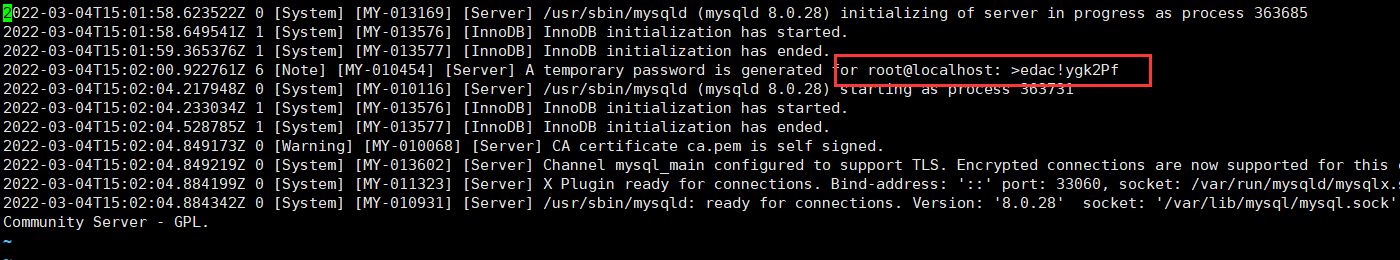 2022-03-04T15:01:58.623522Z 0 [System] [MY-013169] [Server] /usr/sbin/mysqld (mysqld 8.0.28) initializing of server in progress as process 363685
2022-03-04T15:01:58.649541Z 1 [System] [MY-013576] [InnoDB] InnoDB initialization has started.
2022-03-04T15:01:59.365376Z 1 [System] [MY-013577] [InnoDB] InnoDB initialization has ended.
2022-03-04T15:02:00.922761Z 6 [Note] [MY-010454] [Server] A temporary password is generated for root@localhost: >edac!ygk2Pf
2022-03-04T15:02:04.217948Z 0 [System] [MY-010116] [Server] /usr/sbin/mysqld (mysqld 8.0.28) starting as process 363731
2022-03-04T15:02:04.233034Z 1 [System] [MY-013576] [InnoDB] InnoDB initialization has started.
2022-03-04T15:02:04.528785Z 1 [System] [MY-013577] [InnoDB] InnoDB initialization has ended.
2022-03-04T15:02:04.849173Z 0 [Warning] [MY-010068] [Server] CA certificate ca.pem is self signed.
2022-03-04T15:02:04.849219Z 0 [System] [MY-013602] [Server] Channel mysql_main configured to support TLS. Encrypted connections are now supported for this
2022-03-04T15:02:04.884199Z 0 [System] [MY-011323] [Server] X Plugin ready for connections. Bind-address: '::' port: 33060, socket: /var/run/mysqld/mysqlx.s
2022-03-04T15:02:04.884342Z 0 [System] [MY-010931] [Server] /usr/sbin/mysqld: ready for connections. Version: '8.0.28'  socket: '/var/lib/mysql/mysql.sock'
Community Server - GPL.
~